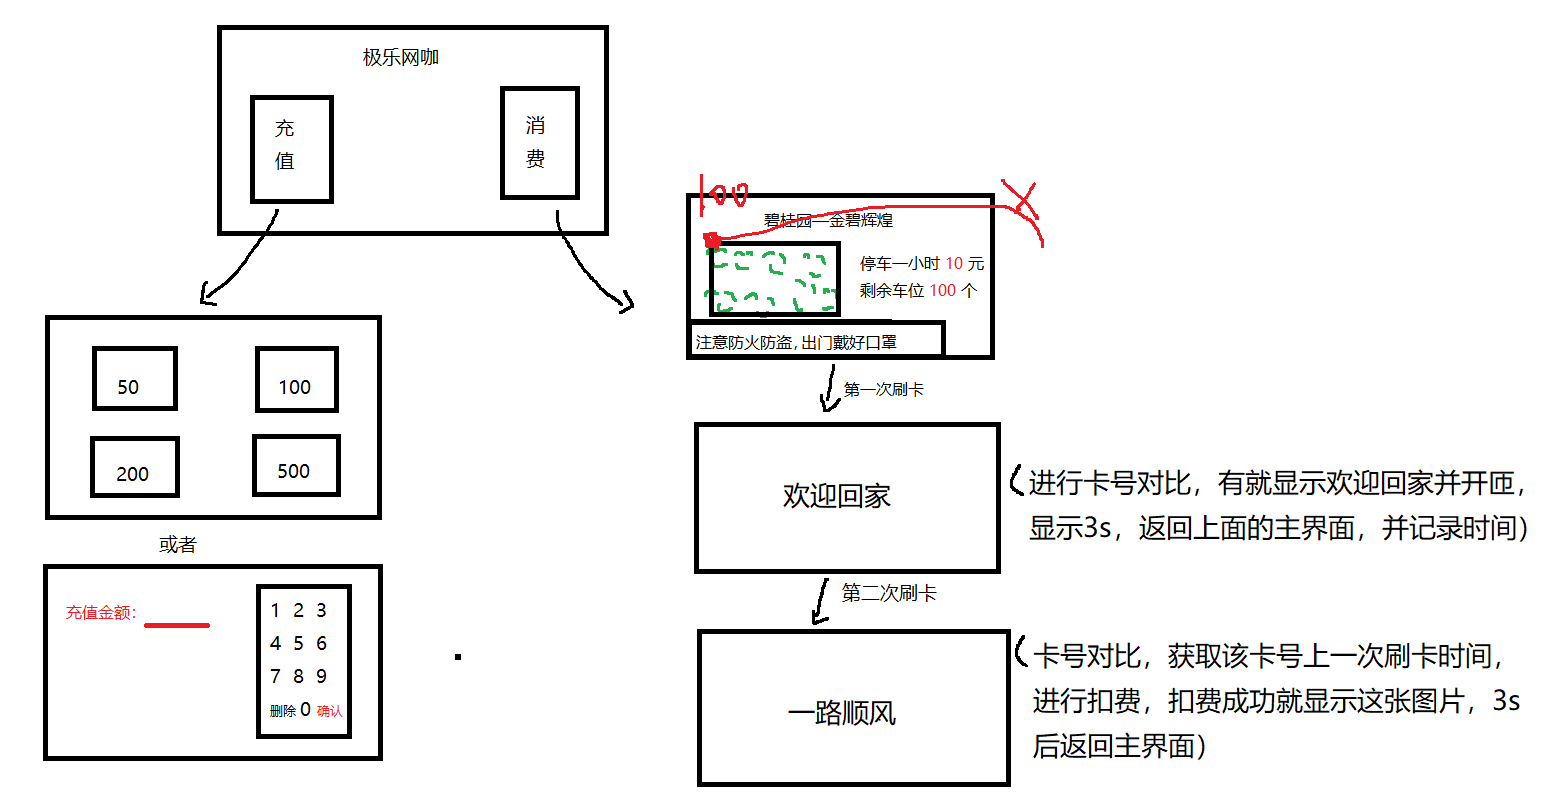 极乐网咖
充
值
消
费
50
100
200
500
或者
充值金额:
1 2 3
4 5 6
7 8 9
删除 0 确认
100
X
碧桂园—金碧辉煌
停车一小时 10 元
剩余车位 100 个
注意防火防盗,出门戴好口罩
第一次刷卡
欢迎回家
(进行卡号对比，有就显示欢迎回家并开匝，
显示3s，返回上面的主界面，并记录时间）
第二次刷卡
一路顺风
(卡号对比，获取该卡号上一次刷卡时间，
进行扣费，扣费成功就显示这张图片，3s
后返回主界面）